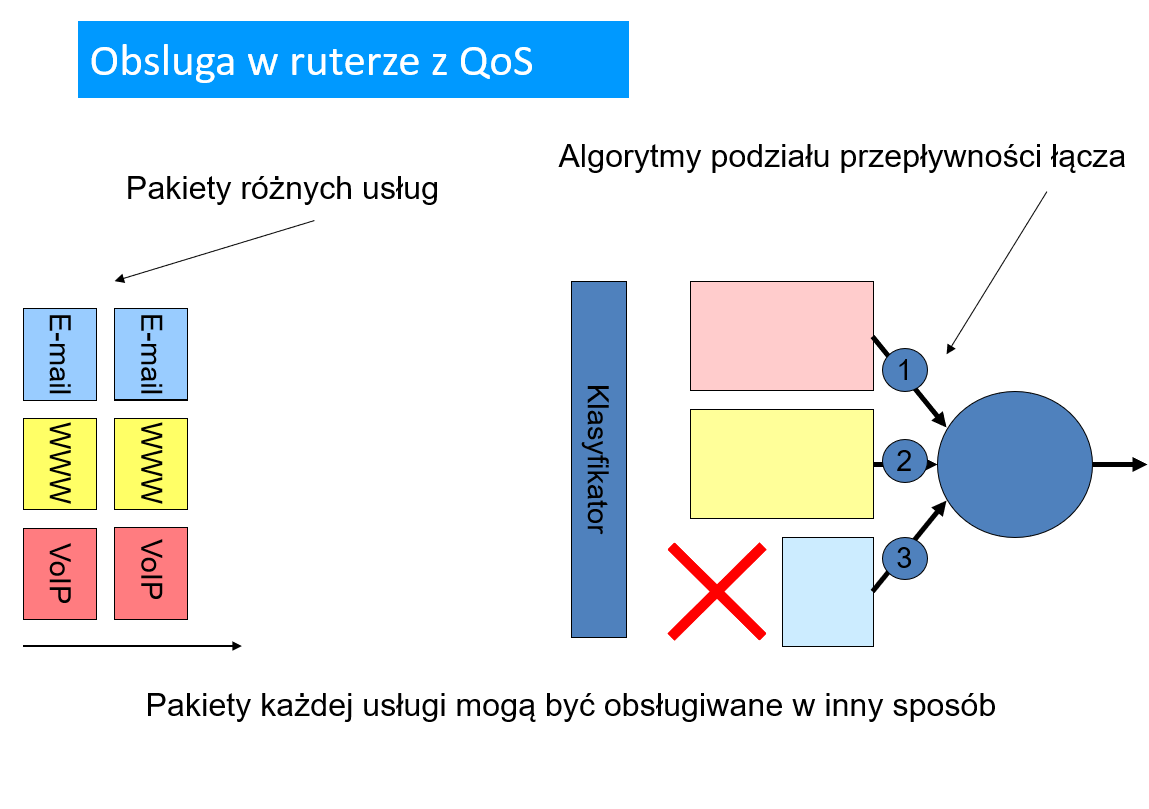 Obsluga w ruterze z QoS
Algorytmy podziału przepływności łącza
Pakiety różnych usług
E-mail
E-mail
WWW
WWW
VoIP
VoIP
Klasyfikator
1
2
3
Pakiety każdej usługi mogą być obsługiwane w inny sposób